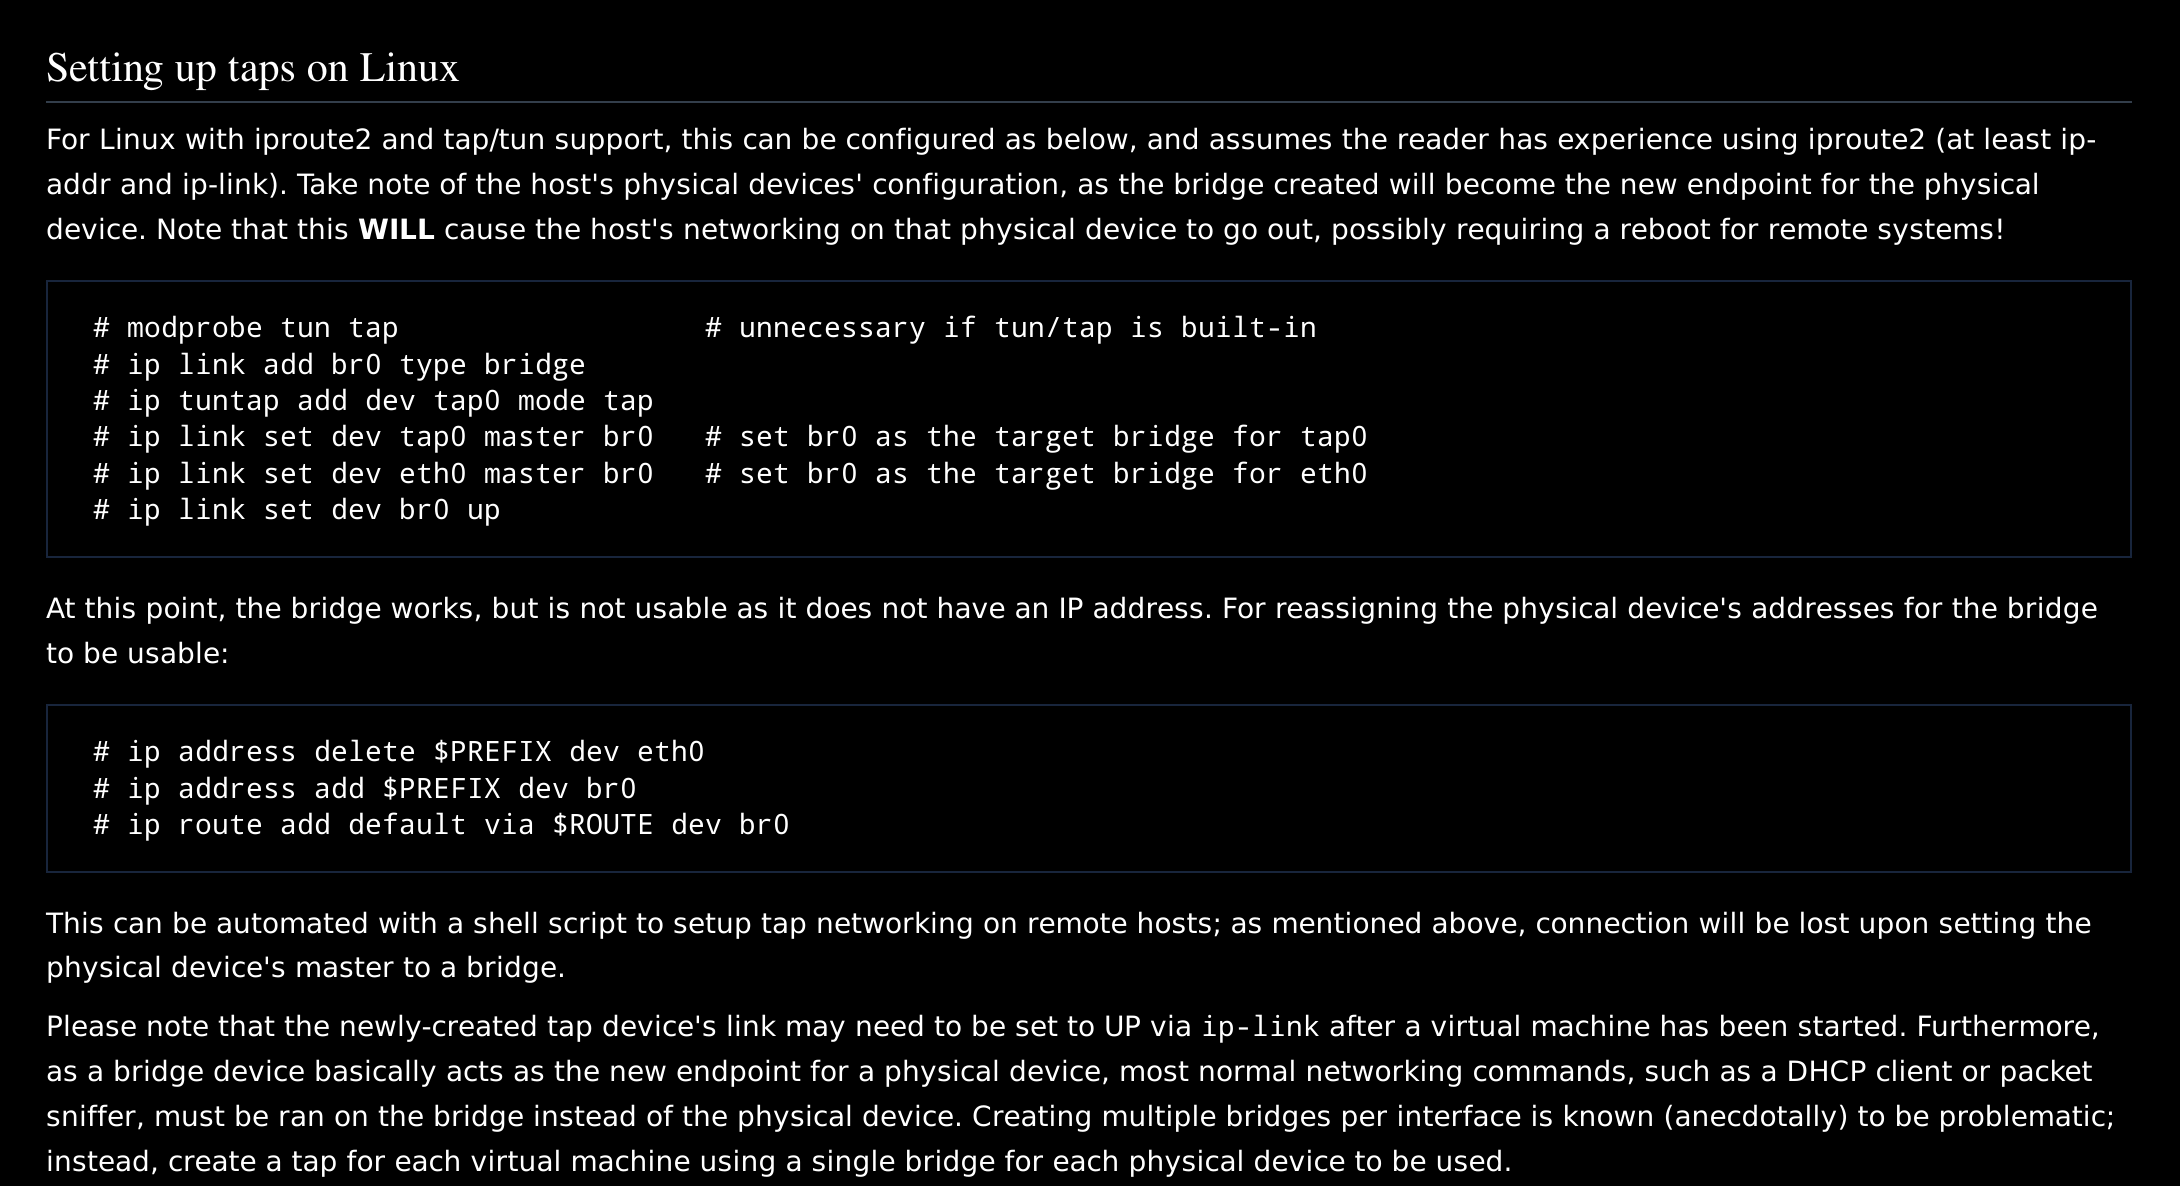 Setting up taps on Linux
For Linux with iproute2 and tap/tun support, this can be configured as below, and assumes the reader has experience using iproute2 (at least ip-
addr and ip-link). Take note of the host's physical devices' configuration, as the bridge created will become the new endpoint for the physical
device. Note that this WILL cause the host's networking on that physical device to go out, possibly requiring a reboot for remote systems!
# modprobe tun tap                  # unnecessary if tun/tap is built-in
# ip link add br0 type bridge
# ip tuntap add dev tap0 mode tap
# ip link set dev tap0 master br0   # set br0 as the target bridge for tap0
# ip link set dev eth0 master br0   # set br0 as the target bridge for eth0
# ip link set dev br0 up
At this point, the bridge works, but is not usable as it does not have an IP address. For reassigning the physical device's addresses for the bridge
to be usable:
# ip address delete $PREFIX dev eth0
# ip address add $PREFIX dev br0
# ip route add default via $ROUTE dev br0
This can be automated with a shell script to setup tap networking on remote hosts; as mentioned above, connection will be lost upon setting the
physical device's master to a bridge.
Please note that the newly-created tap device's link may need to be set to UP via ip-link after a virtual machine has been started. Furthermore,
as a bridge device basically acts as the new endpoint for a physical device, most normal networking commands, such as a DHCP client or packet
sniffer, must be ran on the bridge instead of the physical device. Creating multiple bridges per interface is known (anecdotally) to be problematic;
instead, create a tap for each virtual machine using a single bridge for each physical device to be used.